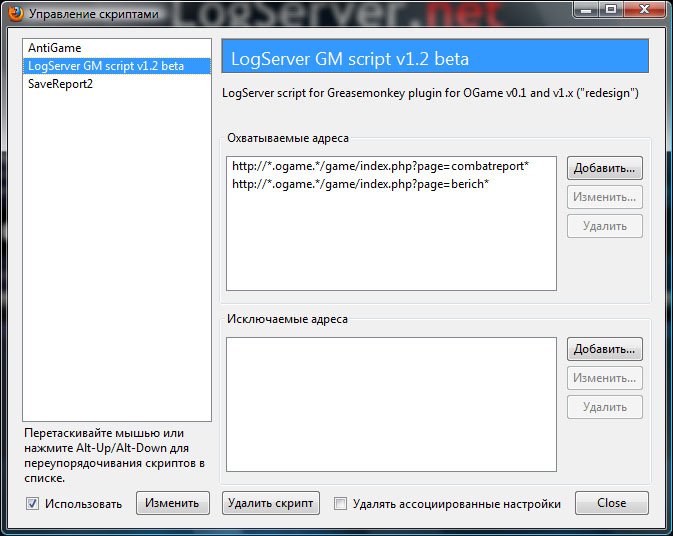 LogServer.net
Управление скриптами
AntiGame
LogServer GM script v1.2 beta
SaveReport2
LogServer GM script v1.2 beta
LogServer script for Greasemonkey plugin for OGame v0.1 and v1.x ("redesign")
Охватываемые адреса
http://*.ogame.*/game/index.php?page=combatreport*
http://*.ogame.*/game/index.php?page=berich*
Добавить...
Изменить...
Удалить
Исключаемые адреса
Добавить...
Изменить...
Удалить
Перетаскивайте мышью или
нажмите Alt-Up/Alt-Down для
переупорядочивания скриптов в
списке.
Использовать
Изменить
Удалить скрипт
Удалять ассоциированные настройки
Close